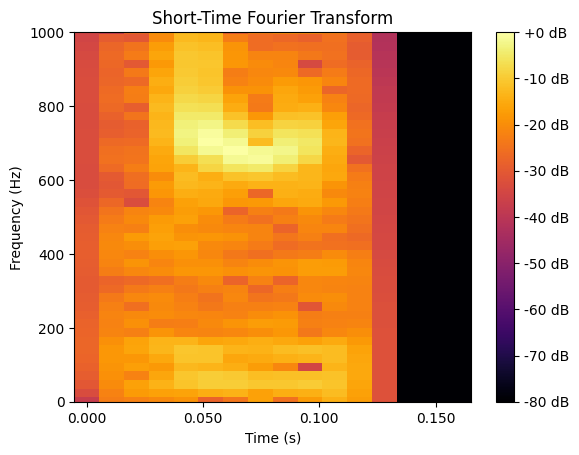 Short-Time Fourier Transform
1000
800
600
400
200
0
Frequency (Hz)
0.000
0.050
0.100
0.150
Time (s)
+0 dB
-10 dB
-20 dB
-30 dB
-40 dB
-50 dB
-60 dB
-70 dB
-80 dB